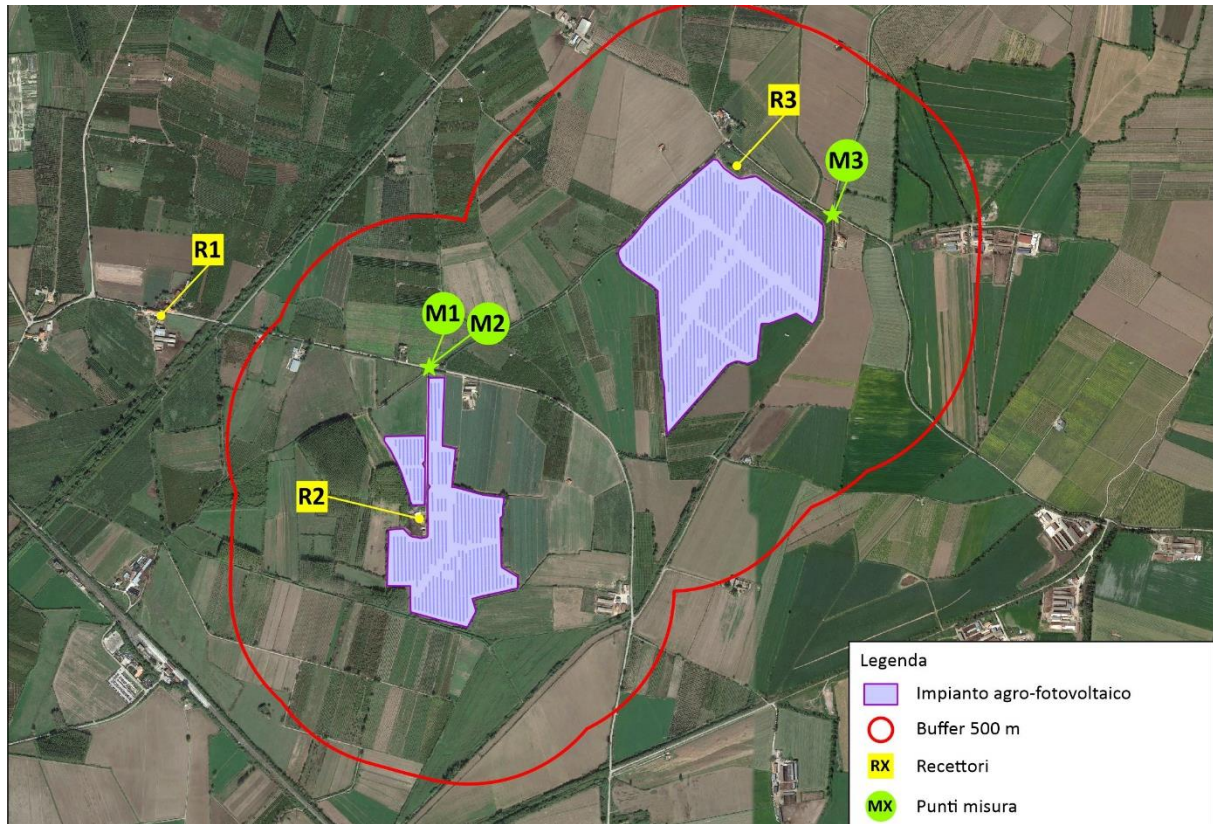 R3
M3
R1
M1
M2
R2
Legenda
Impianto agro-fotovoltaico
Buffer 500 m
RX Recettori
MX Punti misura